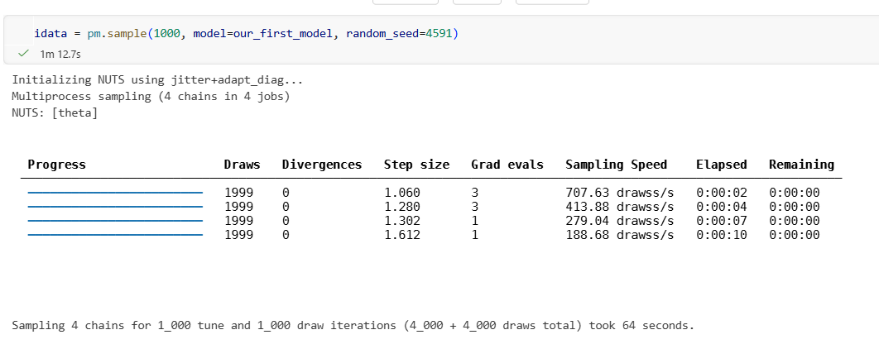 idata = pm.sample(1000, model=our_first_model, random_seed=4591)
✓ 1m 12.7s
Initializing NUTS using jitter+adapt_diag...
Multiprocess sampling (4 chains in 4 jobs)
NUTS: [theta]
Progress Draws Divergences Step size Grad evals Sampling Speed Elapsed Remaining
1999 0 1.060 3 707.63 drawss/s 0:00:02 0:00:00
1999 0 1.280 3 413.88 drawss/s 0:00:04 0:00:00
1999 0 1.302 1 279.04 drawss/s 0:00:07 0:00:00
1999 0 1.612 1 188.68 drawss/s 0:00:10 0:00:00
Sampling 4 chains for 1_000 tune and 1_000 draw iterations (4_000 + 4_000 draws total) took 64 seconds.